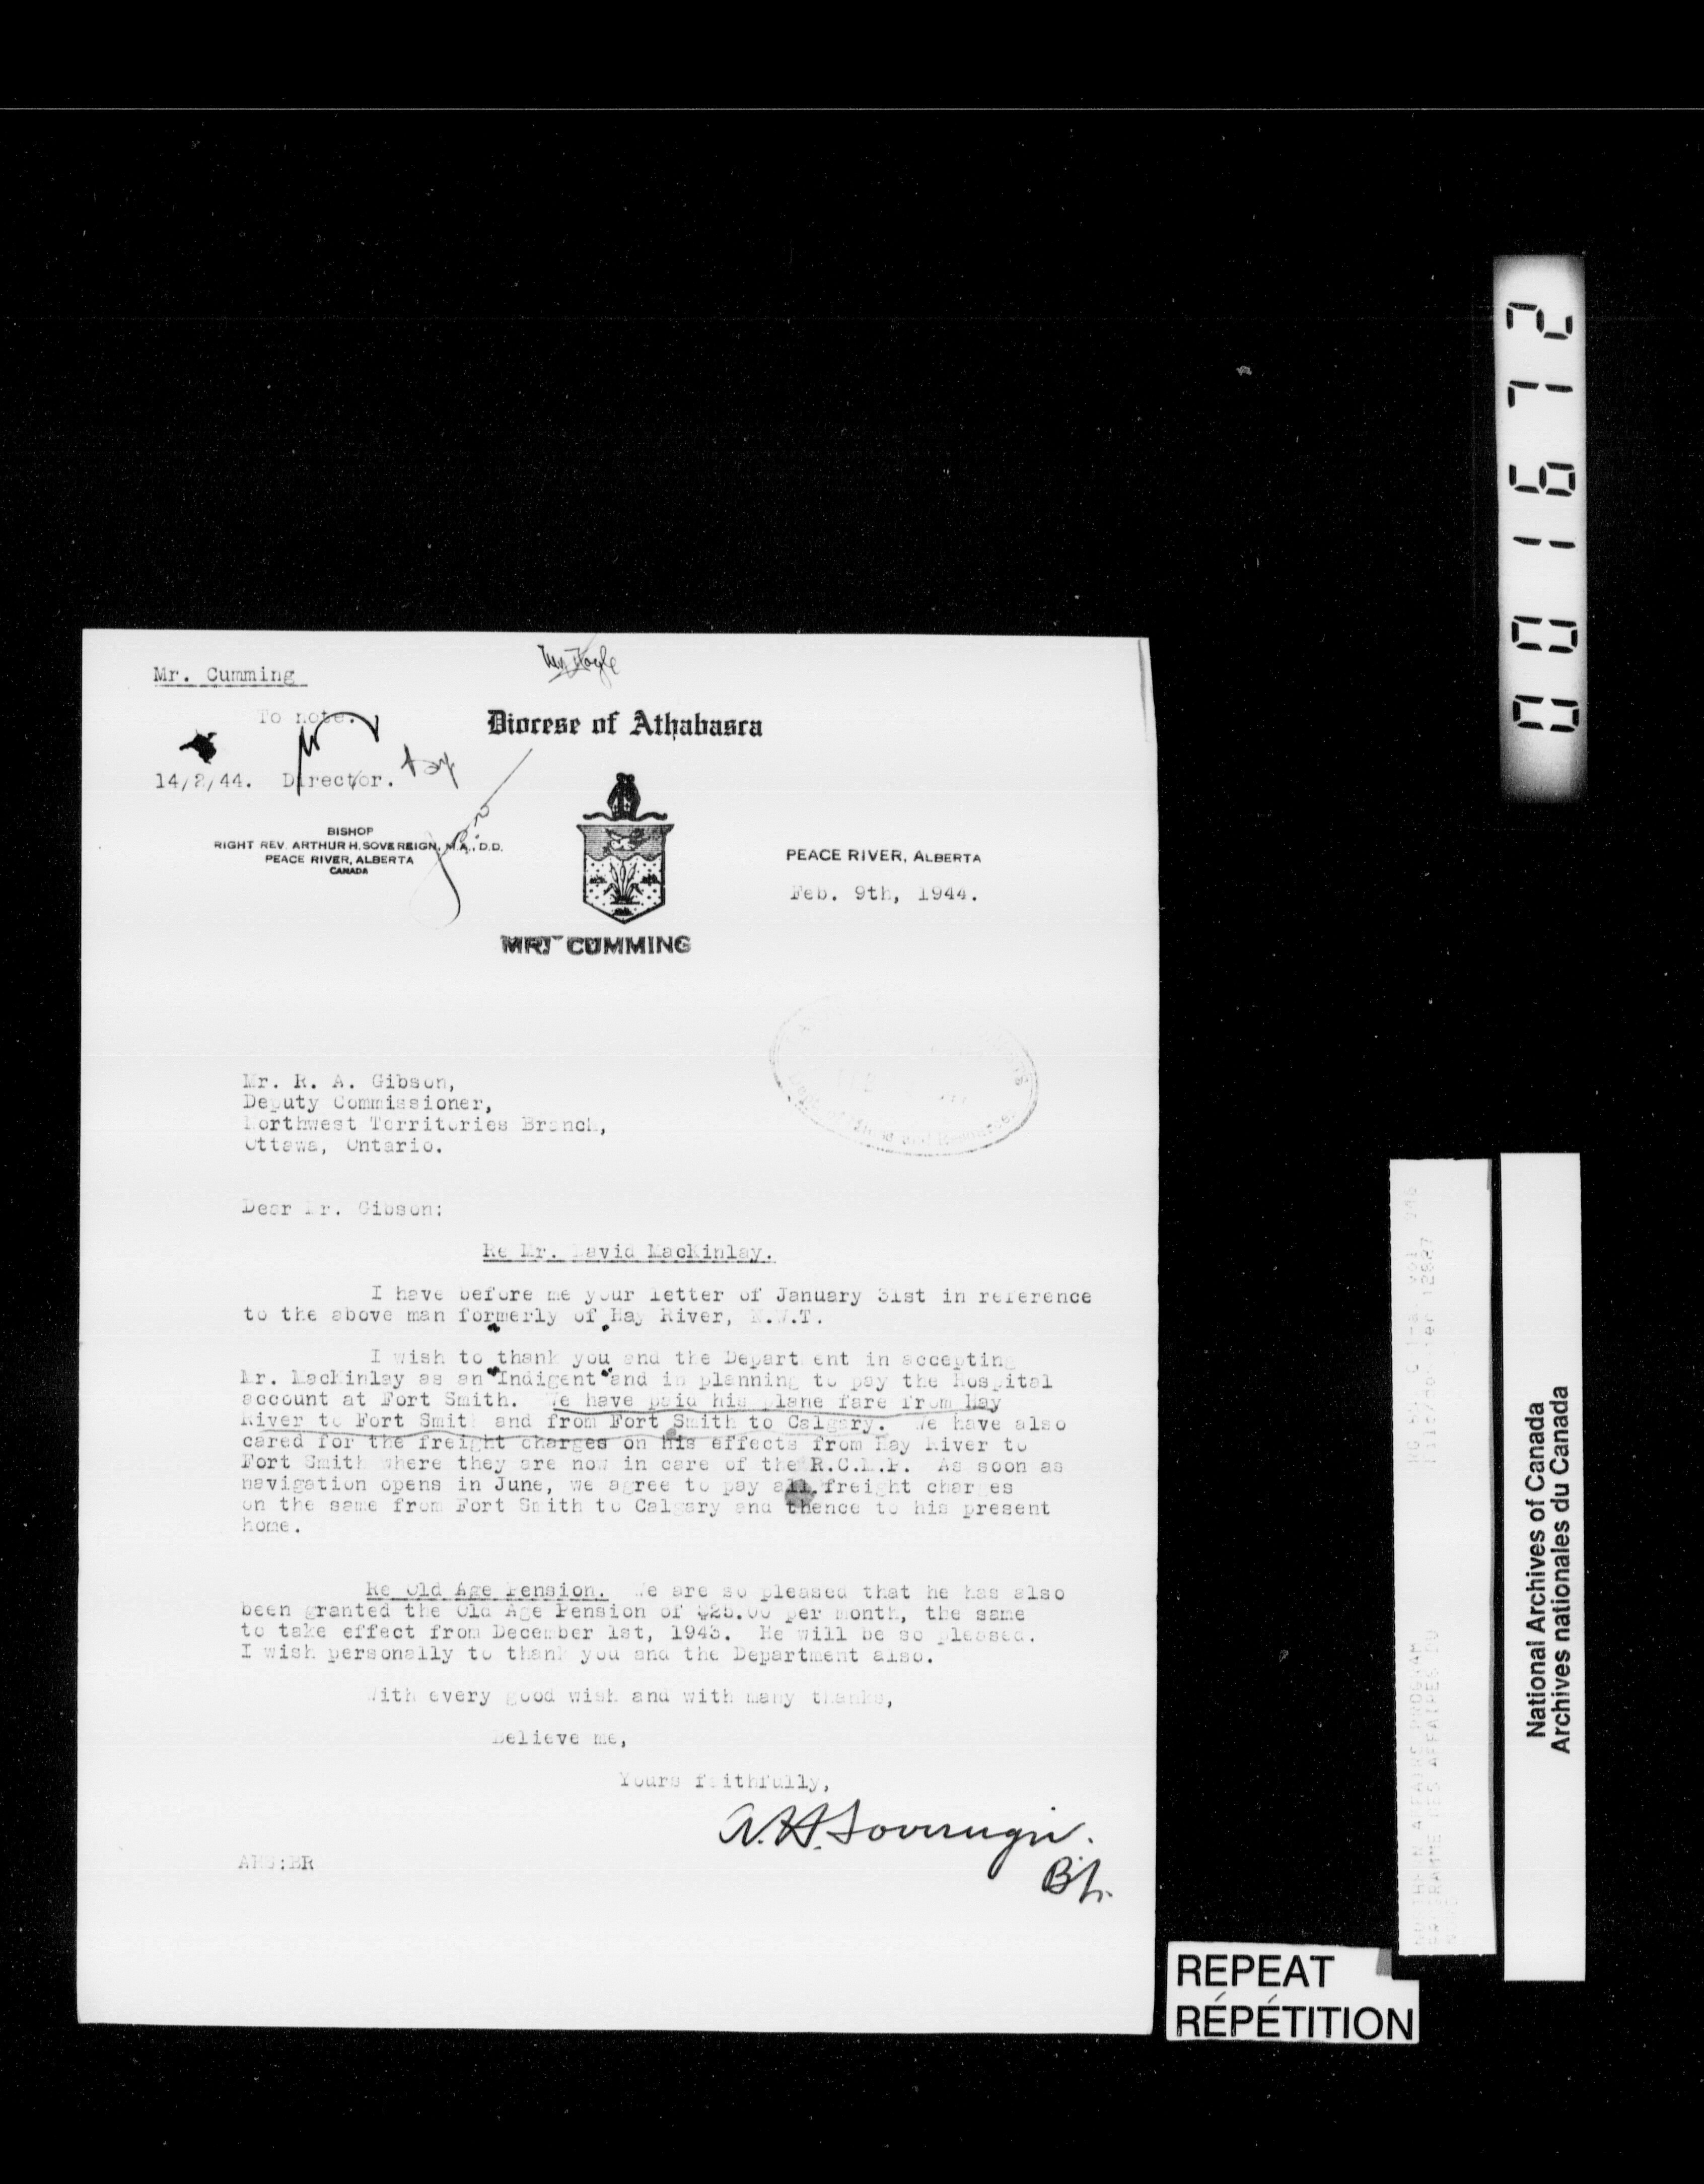 Mr. Cumming
To note.
14/2/44. Director.
Diocese of Athabasca
BISHOP
RIGHT REV. ARTHUR H. SOVEREIGN, M.A., D.D.
PEACE RIVER, ALBERTA
CANADA
PEACE RIVER, ALBERTA
Feb. 9th, 1944.
MR. CUMMING
Mr. R. A. Gibson,
Deputy Commissioner,
Northwest Territories Branch,
Ottawa, Ontario.
Dear Mr. Gibson:
Re Mr. David MacKinlay.
I have before me your letter of January 31st in reference
to the above man formerly of Hay River, N.W.T.
I wish to thank you and the Department in accepting
Mr. MacKinlay as an "Indigent" and in planning to pay the Hospital
account at Fort Smith. We have paid his plane fare from Hay
River to Fort Smith and from Fort Smith to Calgary. We have also
cared for the freight charges on his effects from Hay River to
Fort Smith where they are now in care of the R.C.M.P. As soon as
navigation opens in June, we agree to pay all freight charges
on the same from Fort Smith to Calgary and thence to his present
home.
Re Old Age Pension. We are so pleased that he has also
been granted the Old Age Pension of $25.00 per month, the same
to take effect from December 1st, 1943. He will be so pleased.
I wish personally to thank you and the Department also.
With every good wish and with many thanks,
Believe me,
Yours faithfully,
A. H. Sovereign.
Bp.
AHS:BR
001672
National Archives of Canada
Archives nationales du Canada
REPEAT
RÉPÉTITION